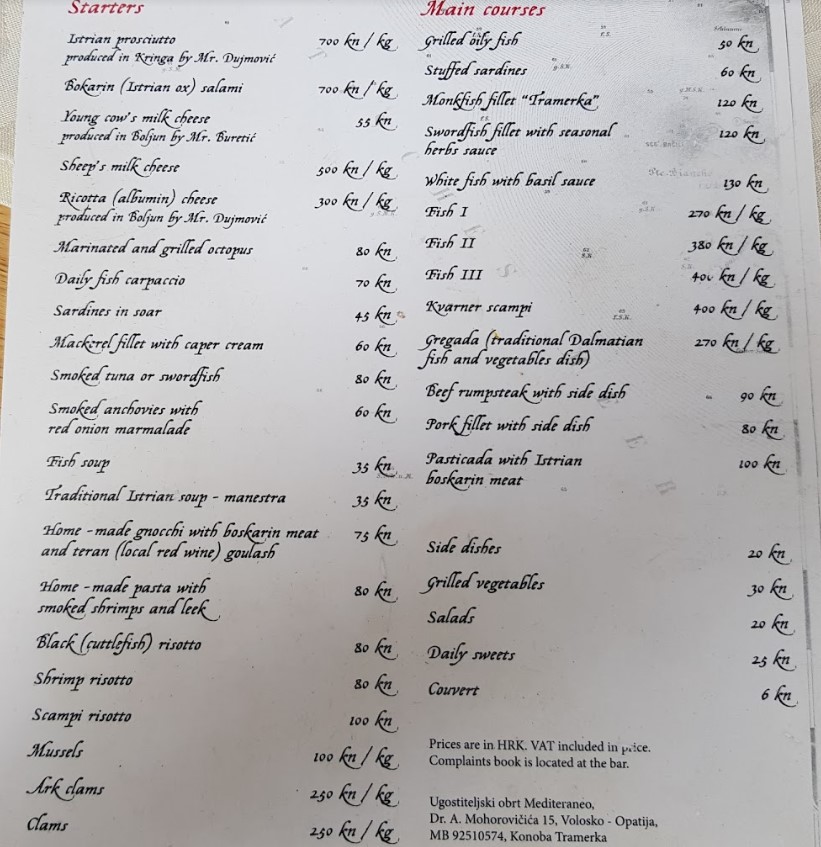 Starters
Istrian prosciutto 700 kn / kg
produced in Kringa by Mr. Dujmović
Bokarin (Istrian ox) salami 700 kn / kg
Young cow's milk cheese 55 kn
produced in Boljun by Mr. Buretić
Sheep's milk cheese 500 kn / kg
Ricotta (albumin) cheese 300 kn / kg
produced in Boljun by Mr. Dujmović
Marinated and grilled octopus 80 kn
Daily fish carpaccio 70 kn
Sardines in soar 45 kn
Mackerel fillet with caper cream 60 kn
Smoked tuna or swordfish 80 kn
Smoked anchovies with 60 kn
red onion marmalade
Fish soup 35 kn
Traditional Istrian soup - manestra 35 kn
Home - made gnocchi with boskarin meat 75 kn
and teran (local red wine) goulash
Home - made pasta with 80 kn
smoked shrimps and leek
Black (cuttlefish) risotto 80 kn
Shrimp risotto 80 kn
Scampi risotto 100 kn
Mussels 100 kn / kg
Ark clams 250 kn / kg
Clams 250 kn / kg
Main courses
Grilled oily fish 50 kn
Stuffed sardines 60 kn
Monkfish fillet "Tramerka" 120 kn
Swordfish fillet with seasonal 120 kn
herbs sauce
White fish with basil sauce 130 kn
Fish I 270 kn / kg
Fish II 380 kn / kg
Fish III 400 kn / kg
Kvarner scampi 400 kn / kg
Gregada (traditional Dalmatian 270 kn / kg
fish and vegetables dish)
Beef rumpsteak with side dish 90 kn
Pork fillet with side dish 80 kn
Pasticada with Istrian 100 kn
boskarin meat
Side dishes 20 kn
Grilled vegetables 30 kn
Salads 20 kn
Daily sweets 25 kn
Couvert 6 kn
Prices are in HRK. VAT included in price.
Complaints book is located at the bar.
Ugostiteljski obrt Mediteraneo,
Dr. A. Mohorovičića 15, Volosko - Opatija,
MB 92510574, Konoba Tramerka